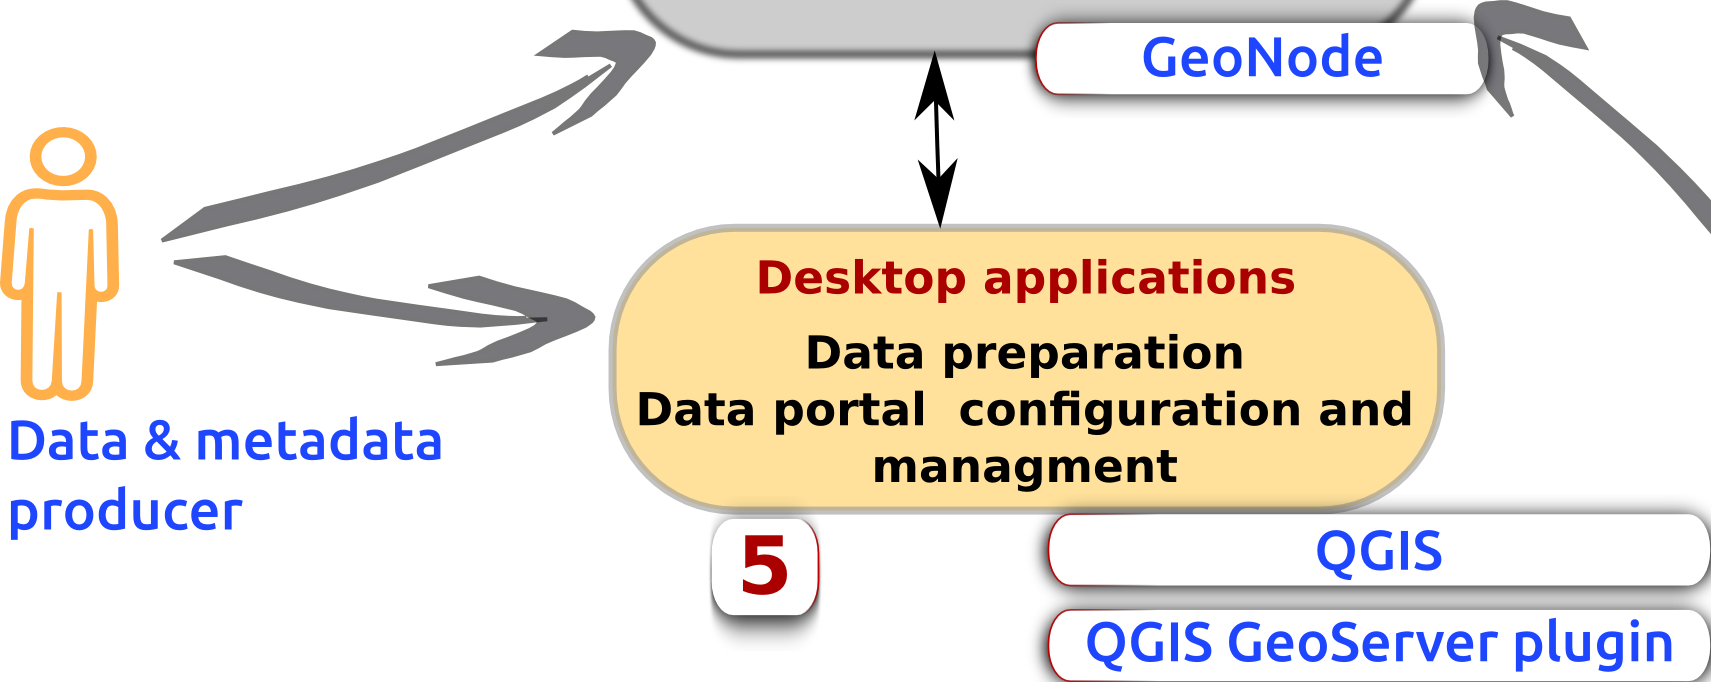 GeoNode
Desktop applications
Data preparation
Data portal  configuration and
managment
Data & metadata
producer
5
QGIS
QGIS GeoServer plugin